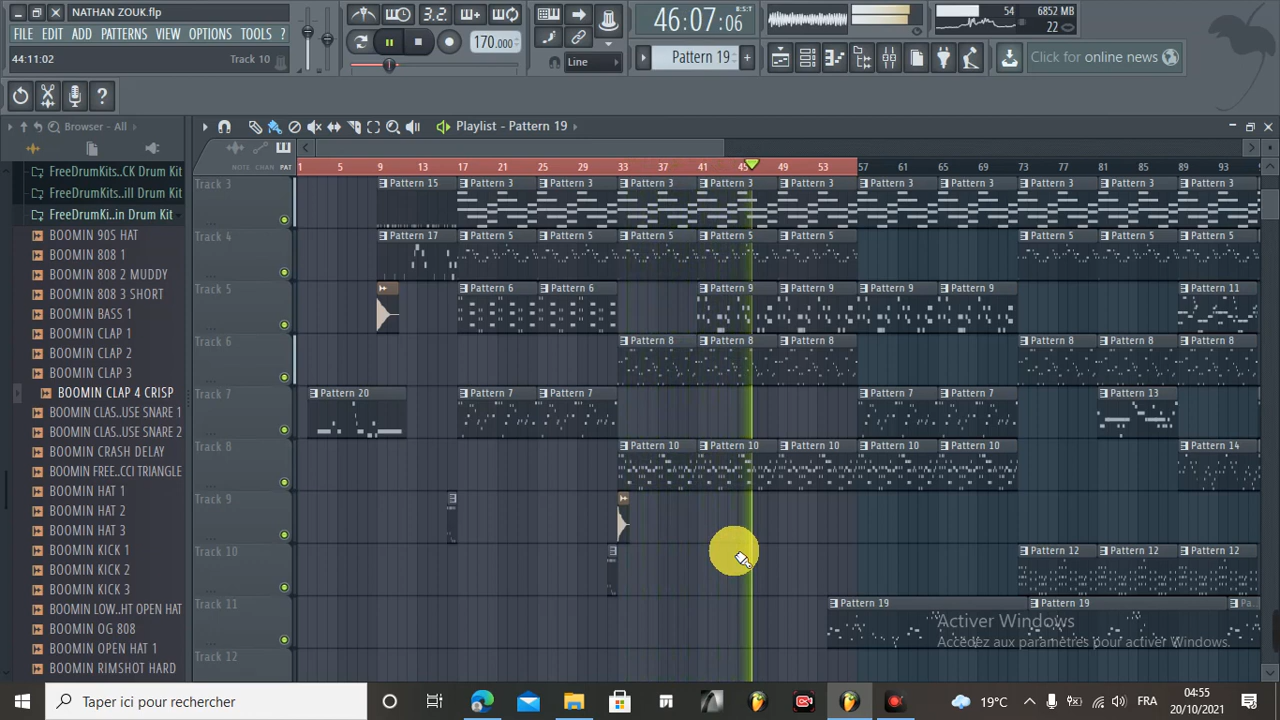 NATHAN ZOUK.flp
FILE EDIT ADD PATTERNS VIEW OPTIONS TOOLS ?
44:11:02 Track 10
3.2..
170.000
Line
46:07:06 B:S:T
Pattern 19 +
54 6852 MB
22
Click for online news
Browser - All
Playlist - Pattern 19
NOTE CHAN PAT
1 5 9 13 17 21 25 29 33 37 41 45 49 53 57 61 65 69 73 77 81 85 89 93
FreeDrumKits..CK Drum Kit
FreeDrumKits..ill Drum Kit
FreeDrumKi..in Drum Kit
BOOMIN 90S HAT
BOOMIN 808 1
BOOMIN 808 2 MUDDY
BOOMIN 808 3 SHORT
BOOMIN BASS 1
BOOMIN CLAP 1
BOOMIN CLAP 2
BOOMIN CLAP 3
BOOMIN CLAP 4 CRISP
BOOMIN CLAS..USE SNARE 1
BOOMIN CLAS..USE SNARE 2
BOOMIN CRASH DELAY
BOOMIN FREE..CCI TRIANGLE
BOOMIN HAT 1
BOOMIN HAT 2
BOOMIN HAT 3
BOOMIN KICK 1
BOOMIN KICK 2
BOOMIN KICK 3
BOOMIN LOW..HT OPEN HAT
BOOMIN OG 808
BOOMIN OPEN HAT 1
BOOMIN RIMSHOT HARD
Track 3 Pattern 15 Pattern 3 Pattern 3 Pattern 3 Pattern 3 Pattern 3 Pattern 3 Pattern 3 Pattern 3 Pattern 3 Pattern 3
Track 4 Pattern 17 Pattern 5 Pattern 5 Pattern 5 Pattern 5 Pattern 5 Pattern 5 Pattern 5 Pattern 5
Track 5 Pattern 6 Pattern 6 Pattern 9 Pattern 9 Pattern 9 Pattern 9 Pattern 11
Track 6 Pattern 8 Pattern 8 Pattern 8 Pattern 8 Pattern 8 Pattern 8
Track 7 Pattern 20 Pattern 7 Pattern 7 Pattern 7 Pattern 7 Pattern 13
Track 8 Pattern 10 Pattern 10 Pattern 10 Pattern 10 Pattern 10 Pattern 14
Track 9
Track 10 Pattern 12 Pattern 12 Pattern 12
Track 11 Pattern 19 Pattern 19 Pa..
Track 12
Activer Windows
Accédez aux paramètres pour activer Windows.
Taper ici pour rechercher
19°C
FRA
04:55
20/10/2021